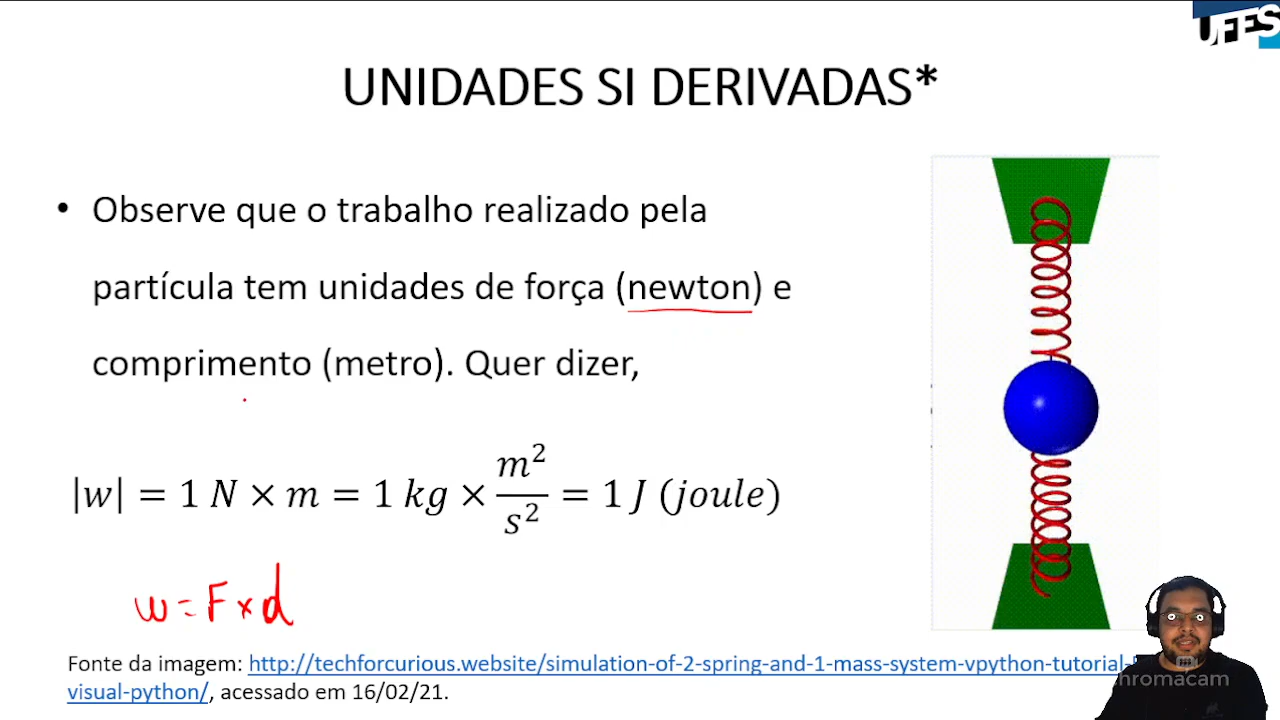 UFES
UNIDADES SI DERIVADAS*
• Observe que o trabalho realizado pela
partícula tem unidades de força (newton) e
comprimento (metro). Quer dizer,
|w| = 1 N × m = 1 kg × m²/s² = 1 J (joule)
w = F × d
Fonte da imagem: http://techforcurious.website/simulation-of-2-spring-and-1-mass-system-vpython-tutorial-
visual-python/, acessado em 16/02/21.
hromacam